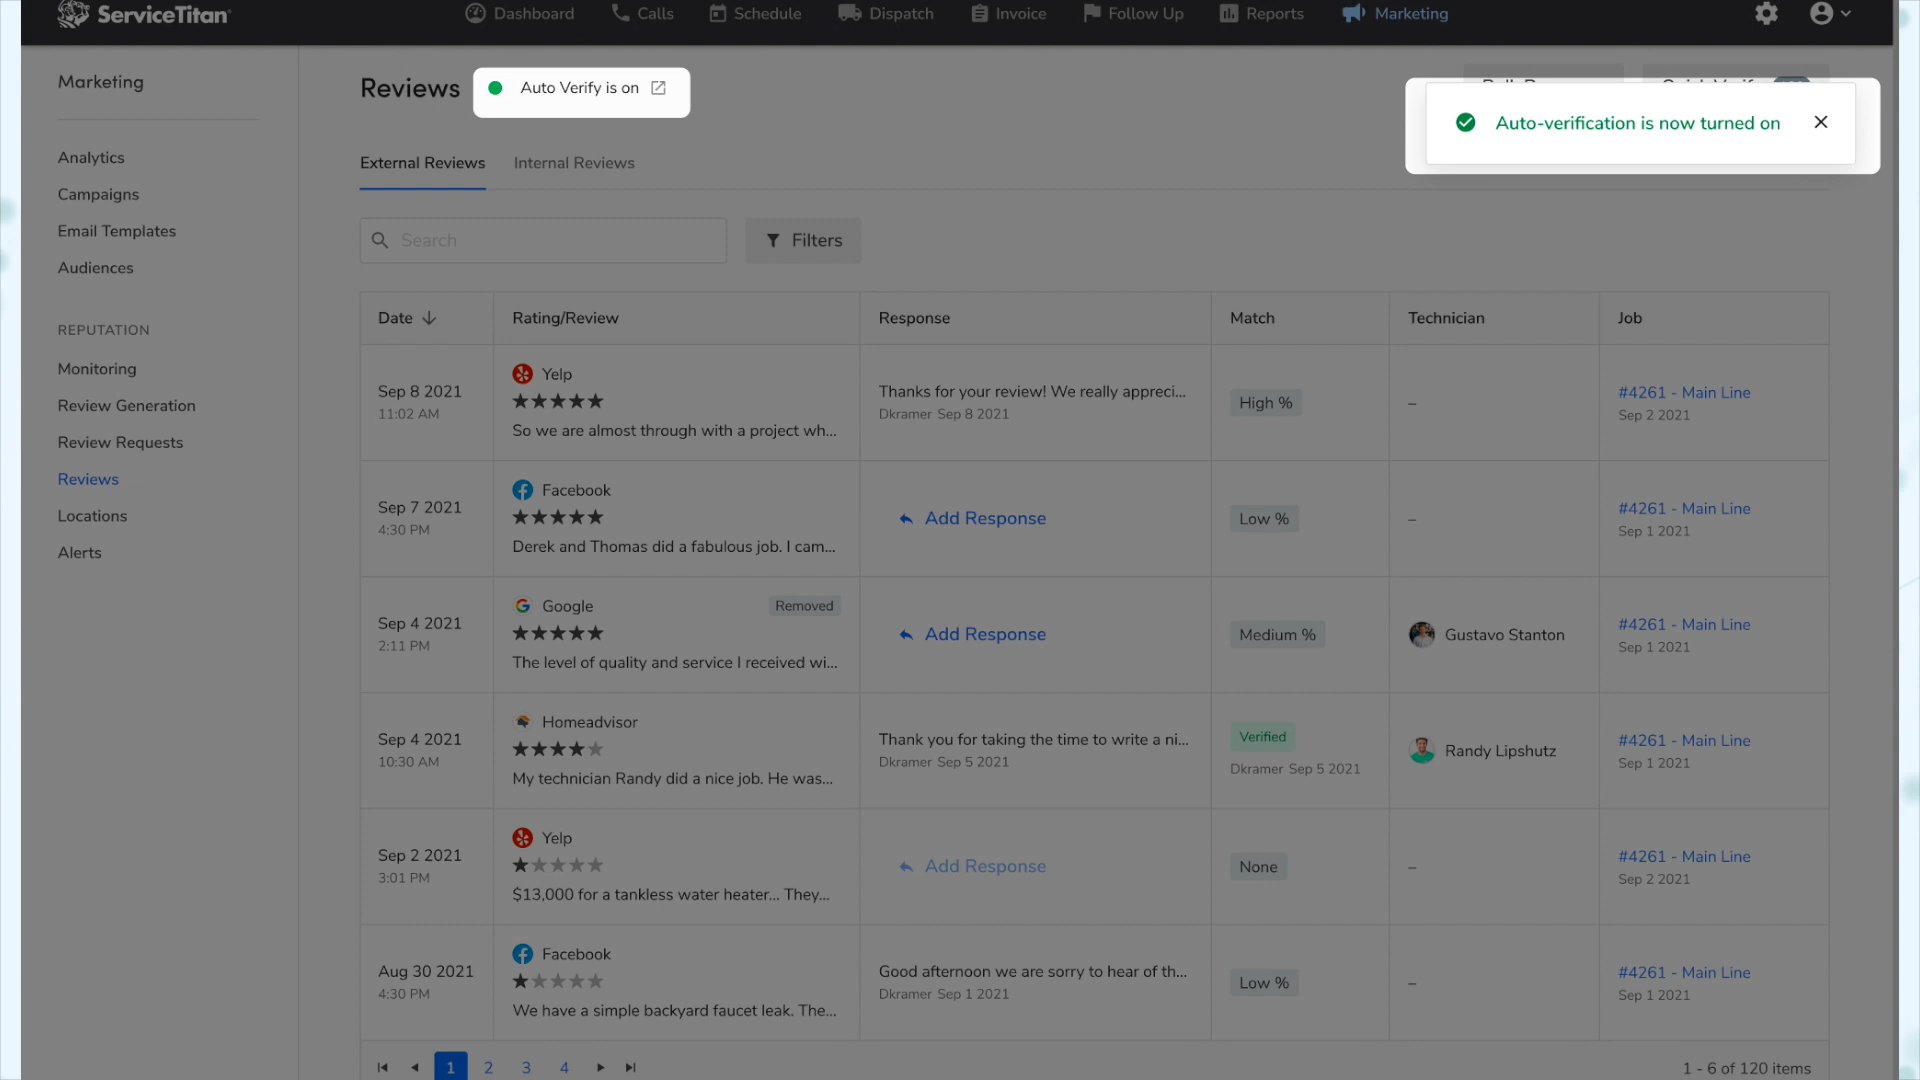 ServiceTitan
Dashboard
Calls
Schedule
Dispatch
Invoice
Follow Up
Reports
Marketing
Marketing
Analytics
Campaigns
Email Templates
Audiences
REPUTATION
Monitoring
Review Generation
Review Requests
Reviews
Locations
Alerts
Reviews
Auto Verify is on
Auto-verification is now turned on
External Reviews
Internal Reviews
Search
Filters
Date
Rating/Review
Response
Match
Technician
Job
Sep 8 2021
11:02 AM
Yelp
So we are almost through with a project wh...
Thanks for your review! We really appreci...
Dkramer Sep 8 2021
High %
–
#4261 - Main Line
Sep 2 2021
Sep 7 2021
4:30 PM
Facebook
Derek and Thomas did a fabulous job. I cam...
Add Response
Low %
–
#4261 - Main Line
Sep 1 2021
Sep 4 2021
2:11 PM
Google
Removed
The level of quality and service I received wi...
Add Response
Medium %
Gustavo Stanton
#4261 - Main Line
Sep 1 2021
Sep 4 2021
10:30 AM
Homeadvisor
My technician Randy did a nice job. He was...
Thank you for taking the time to write a ni...
Dkramer Sep 5 2021
Verified
Dkramer Sep 5 2021
Randy Lipshutz
#4261 - Main Line
Sep 1 2021
Sep 2 2021
3:01 PM
Yelp
$13,000 for a tankless water heater... They...
Add Response
None
–
#4261 - Main Line
Sep 2 2021
Aug 30 2021
4:30 PM
Facebook
We have a simple backyard faucet leak. The...
Good afternoon we are sorry to hear of th...
Dkramer Sep 1 2021
Low %
–
#4261 - Main Line
Sep 1 2021
1 2 3 4
1 - 6 of 120 items